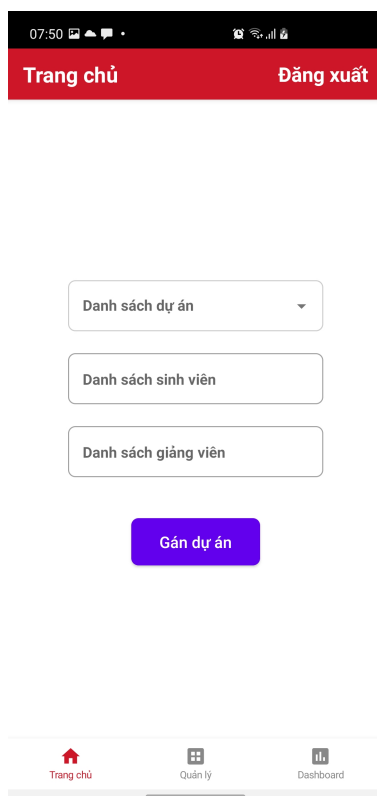 07:50
Trang chủ Đăng xuất
Danh sách dự án
Danh sách sinh viên
Danh sách giảng viên
Gán dự án
Trang chủ Quản lý Dashboard